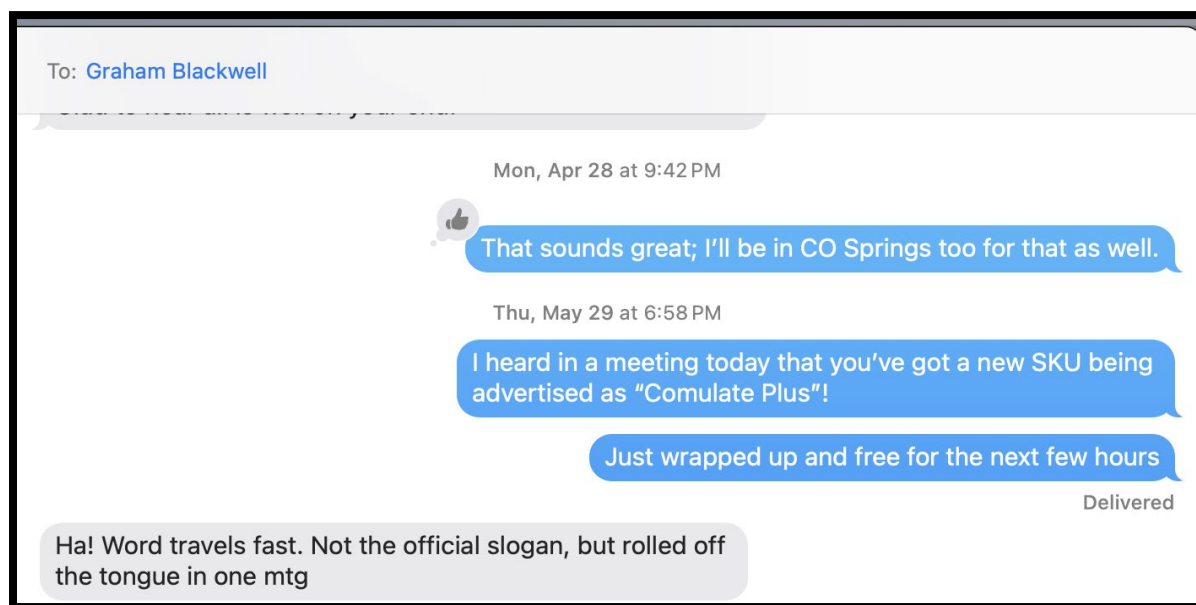 To: Graham Blackwell
Mon, Apr 28 at 9:42 PM
That sounds great; I’ll be in CO Springs too for that as well.
Thu, May 29 at 6:58 PM
I heard in a meeting today that you’ve got a new SKU being
advertised as “Comulate Plus”!
Just wrapped up and free for the next few hours
Delivered
Ha! Word travels fast. Not the official slogan, but rolled off
the tongue in one mtg